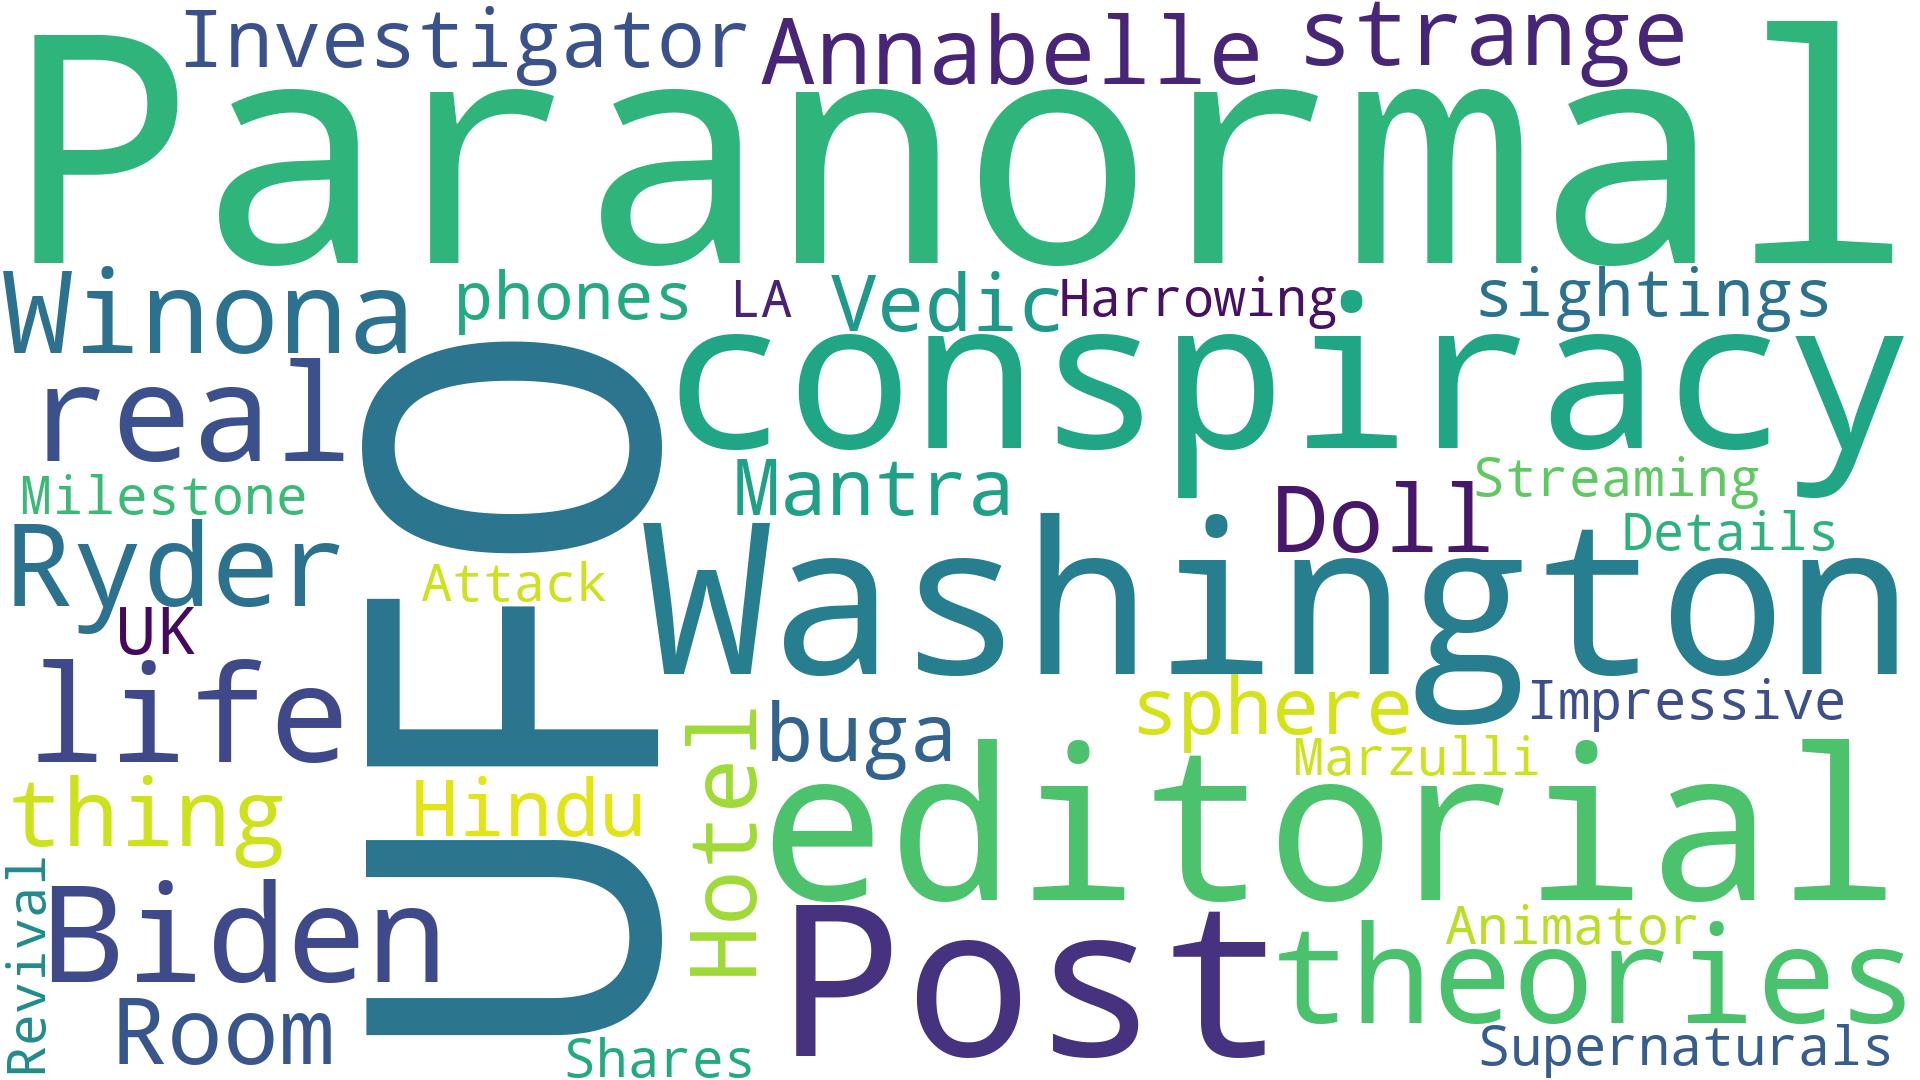 Investigator
Annabelle
strange
Paranormal
Winona
phones
LA
Vedic
Harrowing
sightings
real
UFO
conspiracy
Milestone
Mantra
Doll
Streaming
Ryder
Attack
Washington
Details
UK
life
buga
sphere
Impressive
Hotel
Marzulli
thing
Hindu
editorial
Revival
Biden
Post
Animator
theories
Room
Shares
Supernaturals